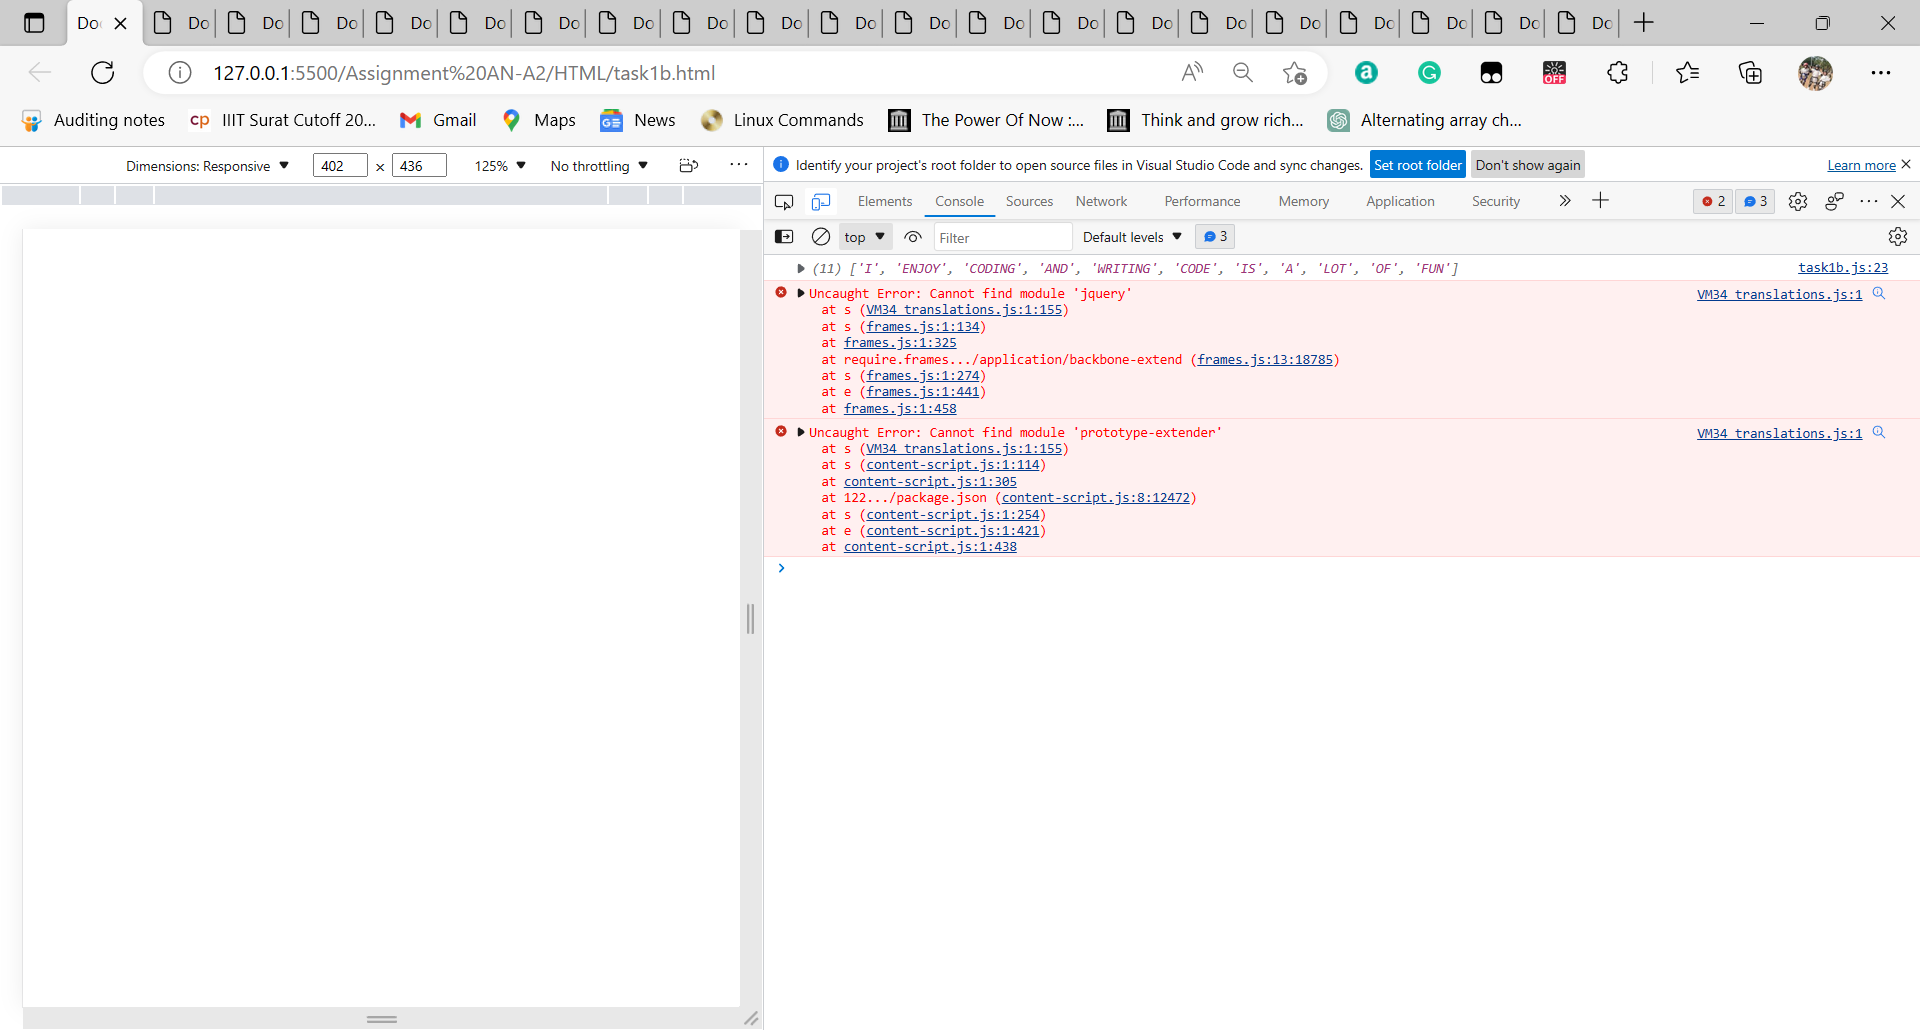 Do Do Do Do Do Do Do Do Do Do Do Do Do Do Do Do Do Do Do Do Do
127.0.0.1:5500/Assignment%20AN-A2/HTML/task1b.html
a G OFF
Auditing notes cp IIIT Surat Cutoff 20... Gmail Maps GE News Linux Commands The Power Of Now :... Think and grow rich... Alternating array ch...
Dimensions: Responsive 402 × 436 125% No throttling
Identify your project's root folder to open source files in Visual Studio Code and sync changes. Set root folder Don't show again Learn more
Elements Console Sources Network Performance Memory Application Security 2 3
top Filter Default levels 3
(11) ['I', 'ENJOY', 'CODING', 'AND', 'WRITING', 'CODE', 'IS', 'A', 'LOT', 'OF', 'FUN'] task1b.js:23
Uncaught Error: Cannot find module 'jquery' VM34 translations.js:1
at s (VM34 translations.js:1:155)
at s (frames.js:1:134)
at frames.js:1:325
at require.frames.../application/backbone-extend (frames.js:13:18785)
at s (frames.js:1:274)
at e (frames.js:1:441)
at frames.js:1:458
Uncaught Error: Cannot find module 'prototype-extender' VM34 translations.js:1
at s (VM34 translations.js:1:155)
at s (content-script.js:1:114)
at content-script.js:1:305
at 122.../package.json (content-script.js:8:12472)
at s (content-script.js:1:254)
at e (content-script.js:1:421)
at content-script.js:1:438